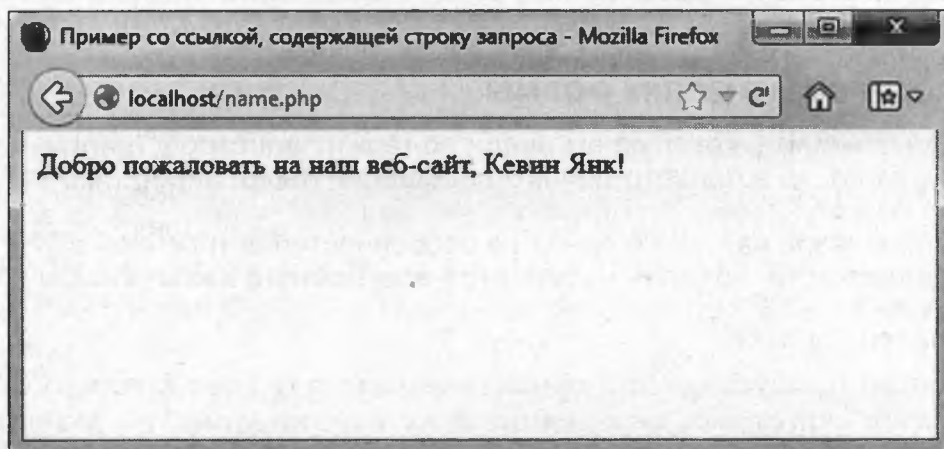 Пример со ссылкой, содержащей строку запроса - Mozilla Firefox
localhost/name.php
Добро пожаловать на наш веб-сайт, Кевин Янк!